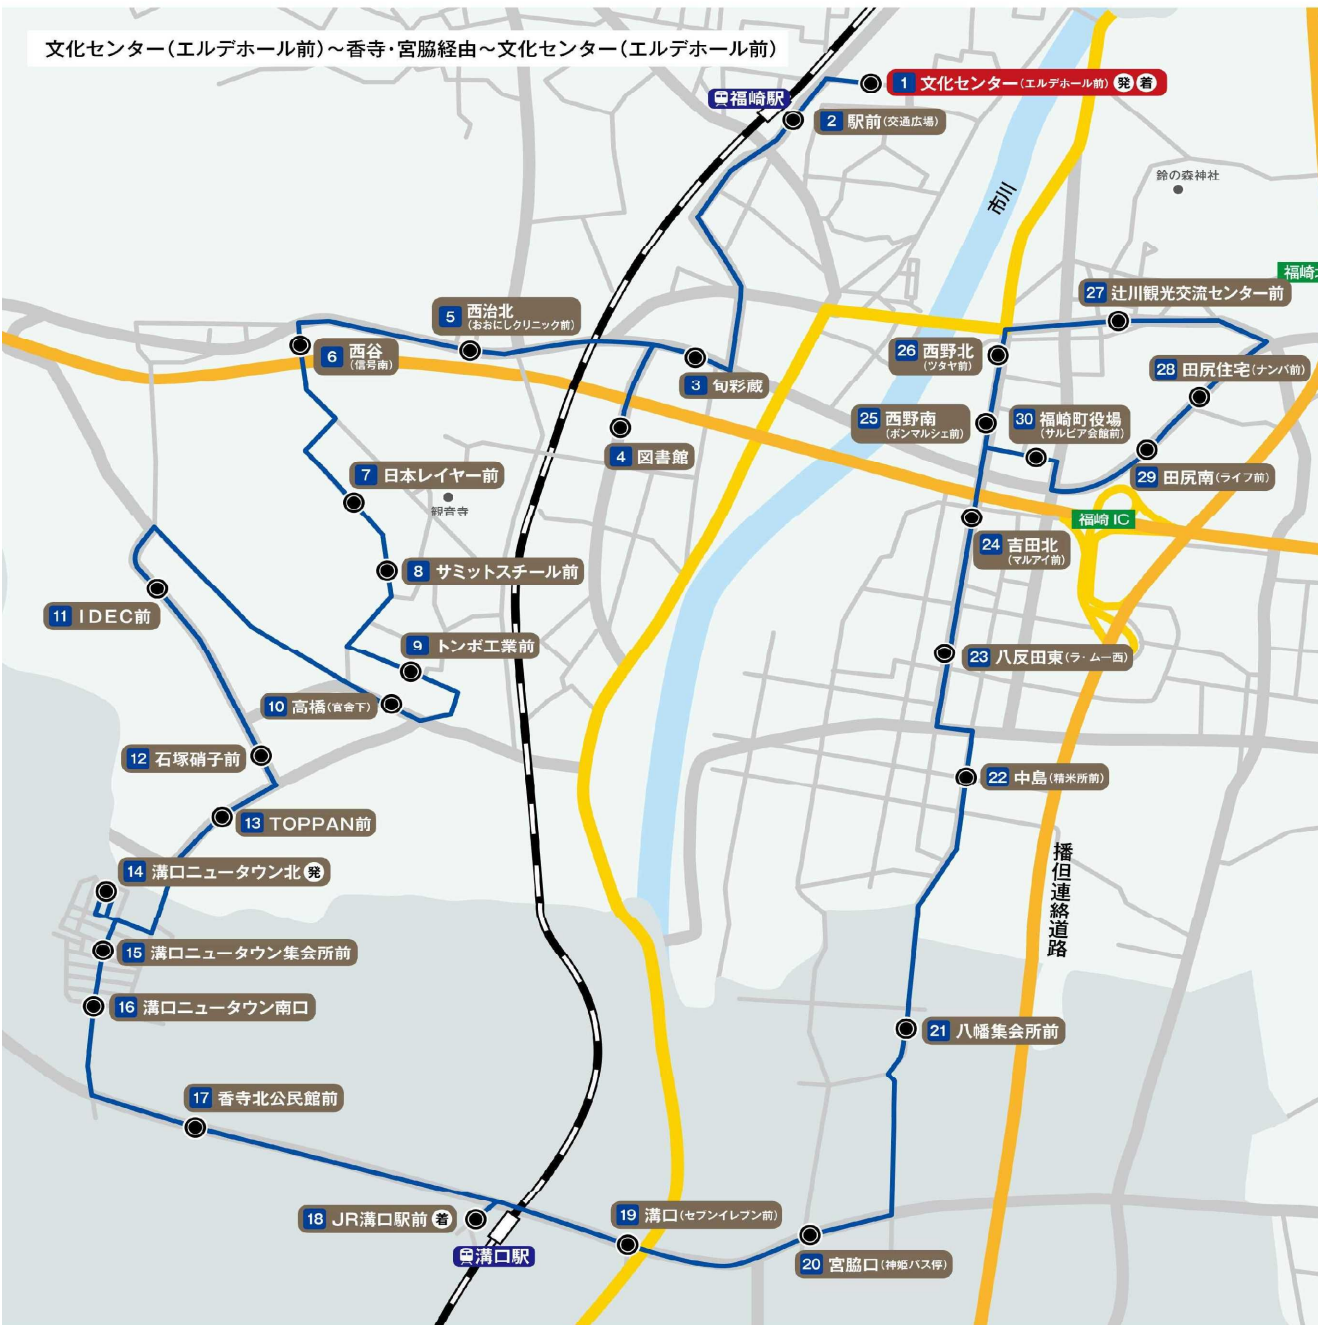 文化センター(エルデホール前)～香寺・宮脇経由～文化センター(エルデホール前)
1 文化センター(エルデホール前) 発 着
福崎駅
2 駅前(交通広場)
鈴の森神社
市川
福崎
27 辻川観光交流センター前
5 西治北
(おおにしクリニック前)
6 西谷
(信号南)
26 西野北
(ツタヤ前)
28 田尻住宅(ナンバ前)
3 旬彩蔵
25 西野南
(ボンマルシェ前)
30 福崎町役場
(サルビア会館前)
4 図書館
7 日本レイヤー前
29 田尻南(ライフ前)
観音寺
福崎 IC
24 吉田北
(マルアイ前)
8 サミットスチール前
11 IDEC前
9 トンボ工業前
23 八反田東(ラ・ムー西)
10 高橋(官舎下)
12 石塚硝子前
22 中島(精米所前)
13 TOPPAN前
播但連絡道路
14 溝口ニュータウン北 発
15 溝口ニュータウン集会所前
16 溝口ニュータウン南口
21 八幡集会所前
17 香寺北公民館前
18 JR溝口駅前 着
19 溝口(セブンイレブン前)
溝口駅
20 宮脇口(神姫バス停)